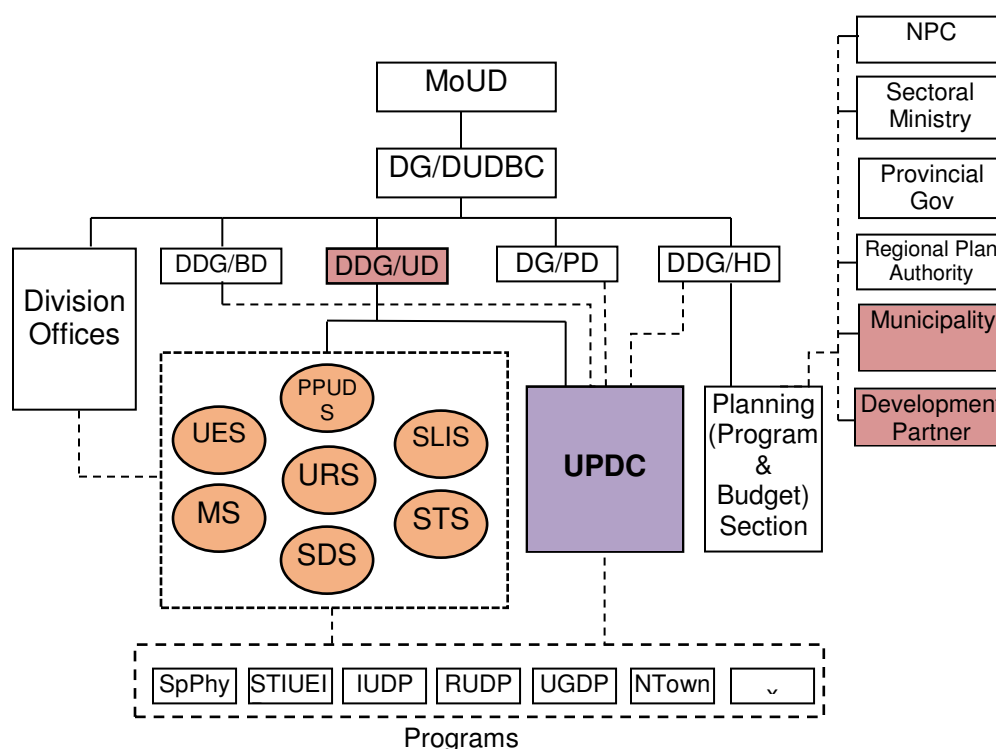 NPC
MoUD
Sectoral
Ministry
DG/DUDBC
Provincial
Gov
DDG/BD
DDG/UD
DG/PD
DDG/HD
Regional Plan
Authority
Division
Offices
Municipality
PPUD
S
UES
SLIS
URS
MS
STS
SDS
UPDC
Planning
(Program
&
Budget)
Section
Development
Partner
SpPhy
STIUEI
IUDP
RUDP
UGDP
NTown
Programs